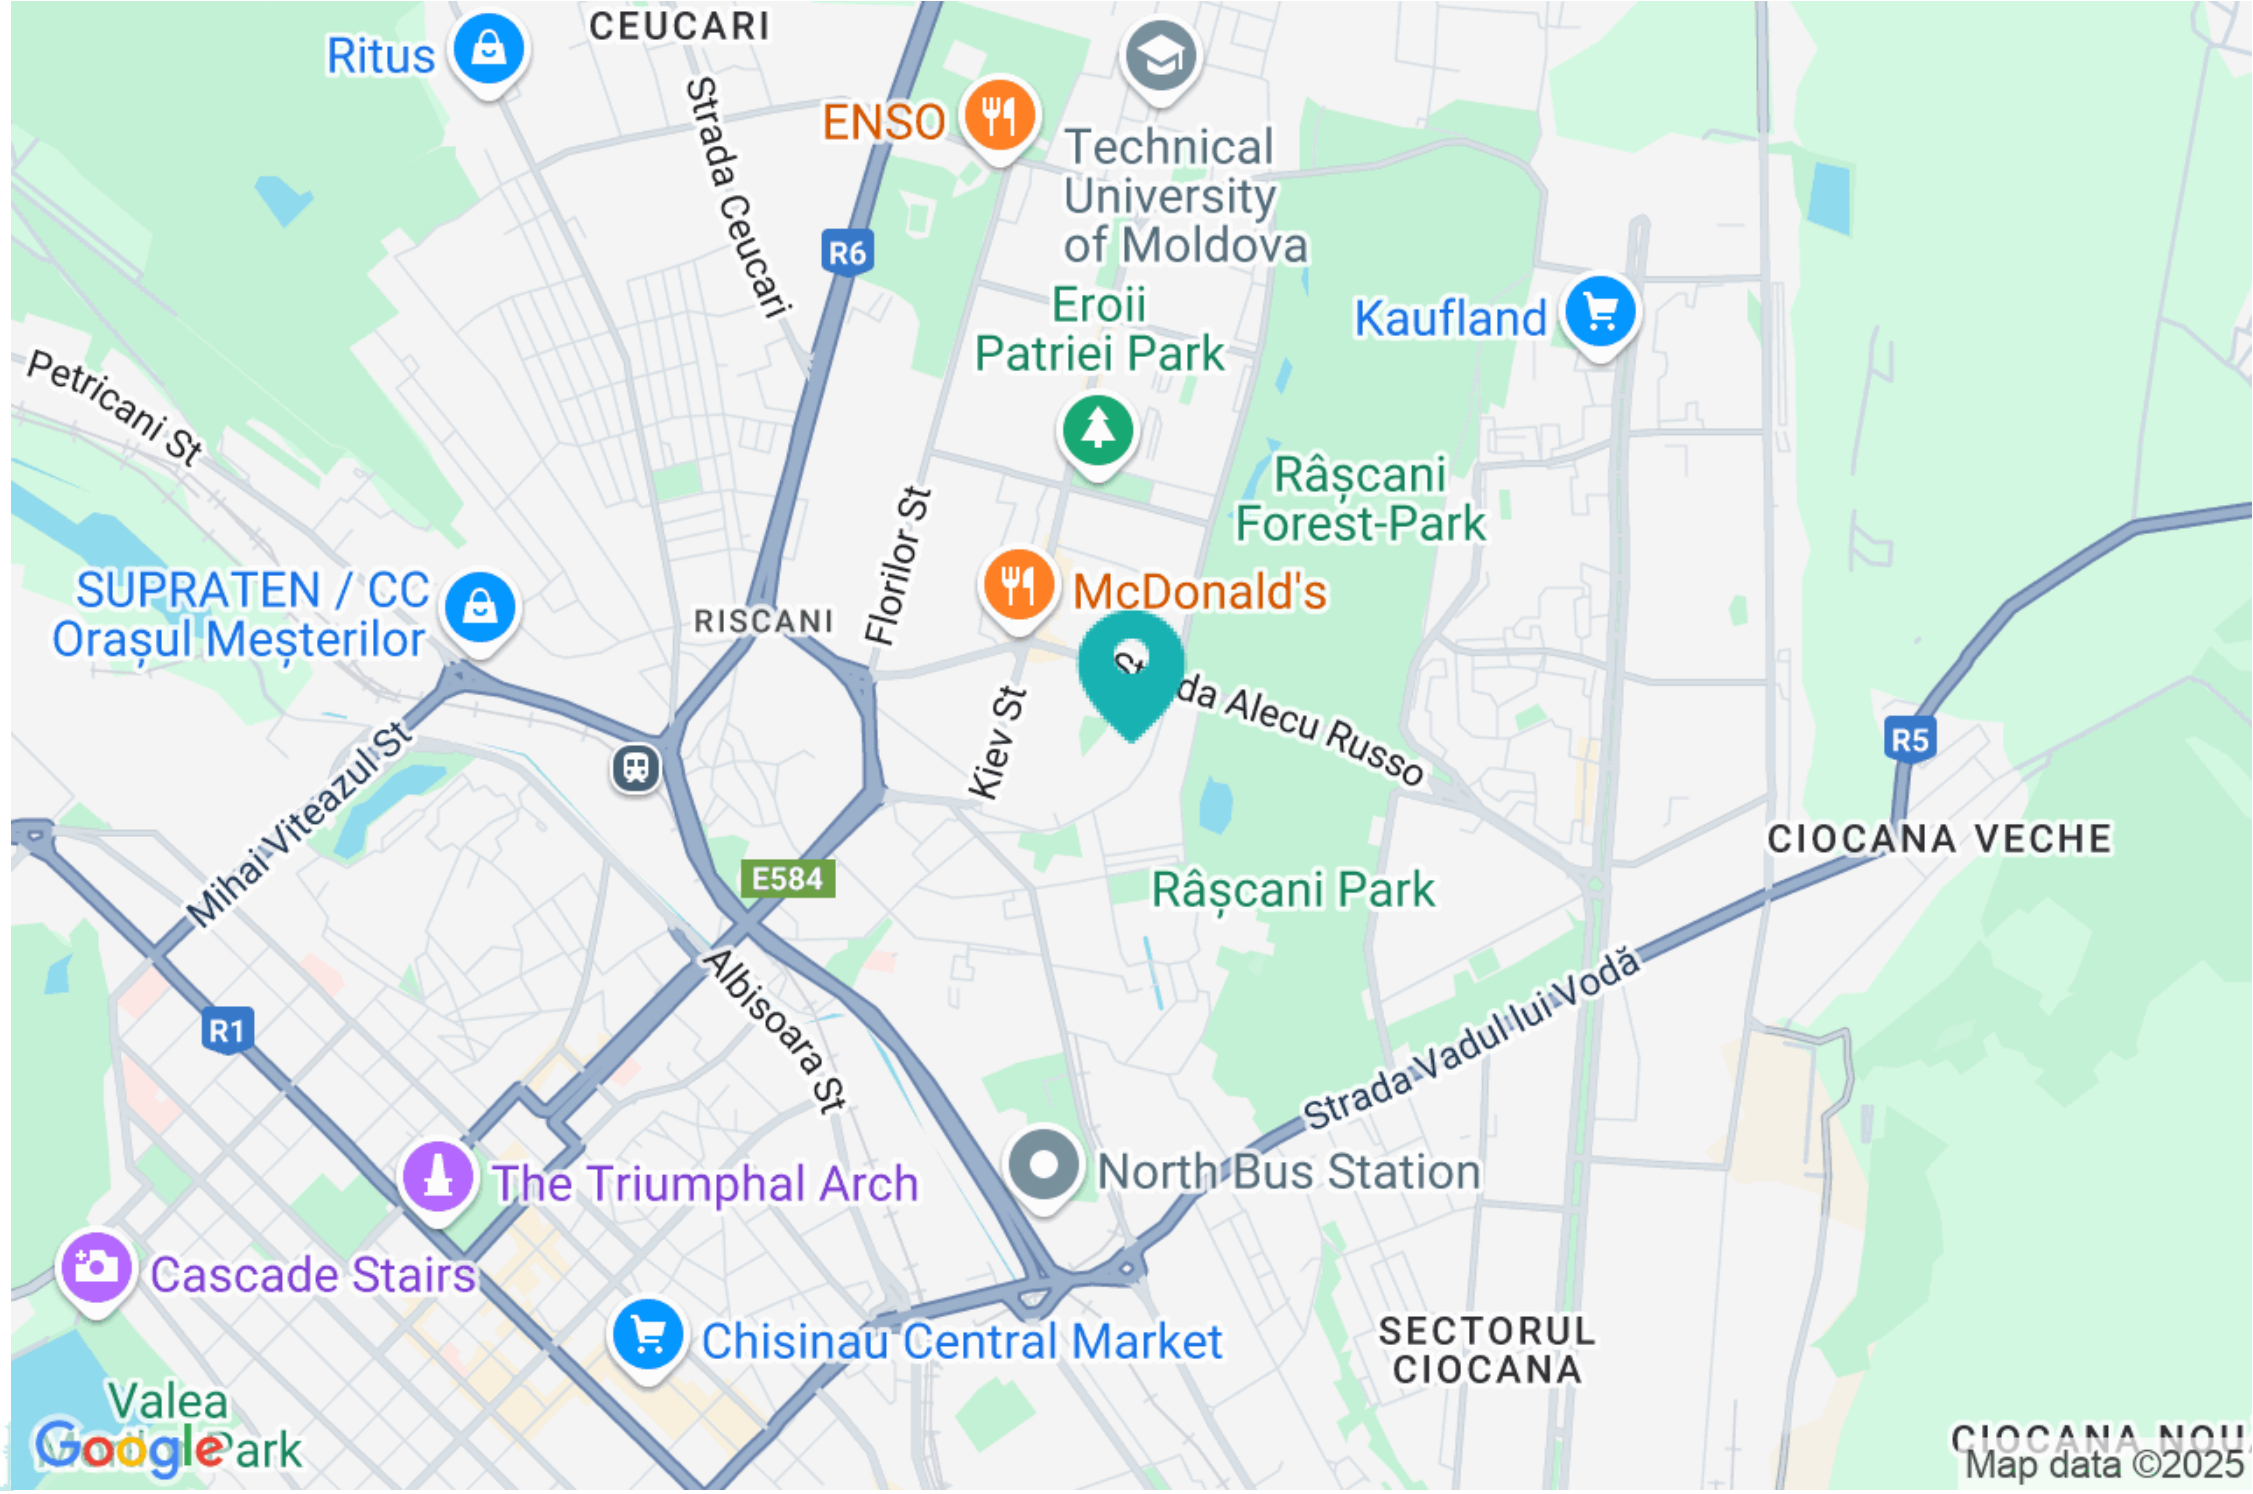 CEUCARI
Ritus
Strada Ceucari
ENSO
Technical
University
of Moldova
R6
Eroii
Patriei Park
Kaufland
Petricani St
Râșcani
Forest-Park
Florilor St
SUPRATEN / CC
Orașul Meșterilor
McDonald's
RISCANI
Alecu Russo
Kiev St
R5
Mihai Viteazul St
CIOCANA VECHE
E584
Râșcani Park
Albisoara St
Strada Vadul lui Vodă
R1
North Bus Station
The Triumphal Arch
Cascade Stairs
Chisinau Central Market
SECTORUL
CIOCANA
Valea
Park
Google
CIOCANA
Map data ©2025